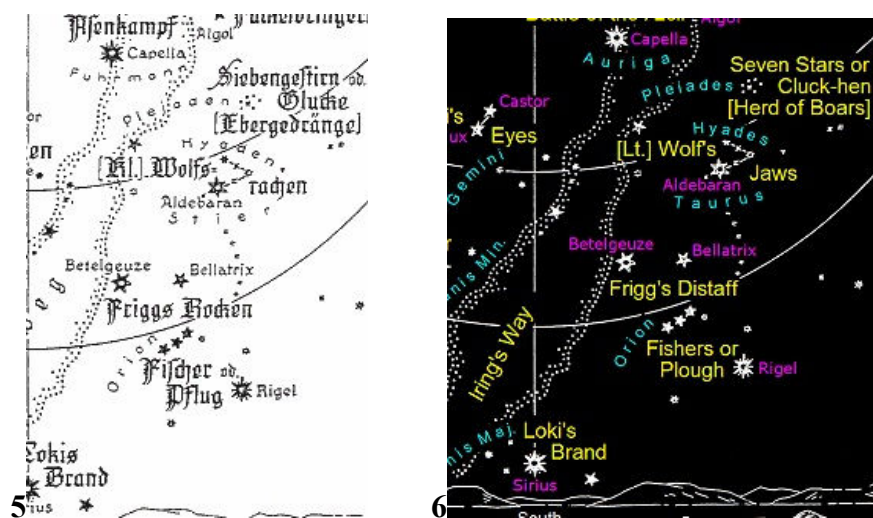 Asenkampf
Algol
Capella
Fuhrmann
Siebengestirn od.
Plejaden
Glucke
Hyaden
[Ebergedränge]
[Kl.] Wolfs-
rachen
Aldebaran
Stier
Betelgeuze
Bellatrix
Friggs Rocken
Orion
Fischer od.
Pflug
Rigel
Lokis
Brand
5
Capella
Algol
Auriga
Seven Stars or
Pleiades
Cluck-hen
[Herd of Boars]
Castor
Eyes
Hyades
[Lt.] Wolf's
Gemini
Jaws
Aldebaran
Taurus
Betelgeuze
Bellatrix
Frigg's Distaff
Orion
Iring's Way
Fishers or
Plough
Rigel
Loki's
Brand
Sirius
6